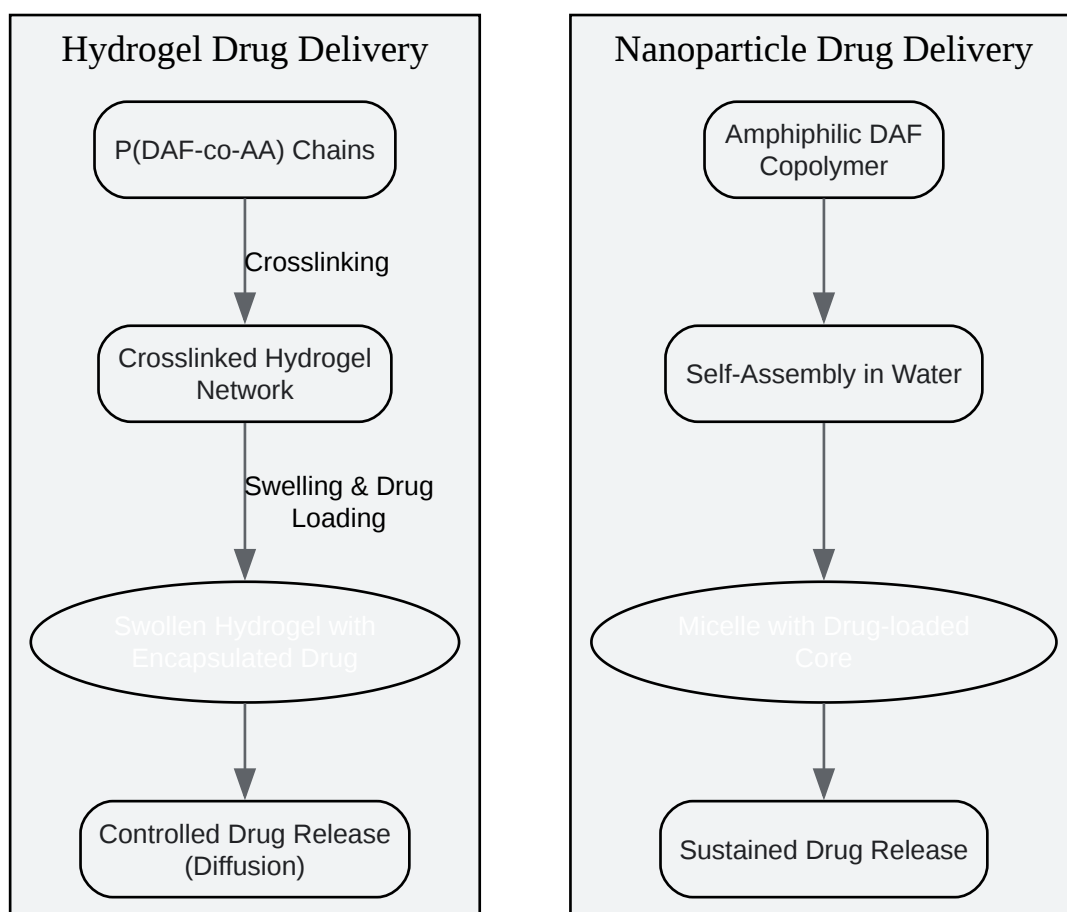 Hydrogel Drug Delivery
P(DAF-co-AA) Chains
Crosslinking
Crosslinked Hydrogel
Network
Swelling & Drug
Loading
Swollen Hydrogel with
Encapsulated Drug
Controlled Drug Release
(Diffusion)
Nanoparticle Drug Delivery
Amphiphilic DAF
Copolymer
Self-Assembly in Water
Micelle with Drug-loaded
Core
Sustained Drug Release